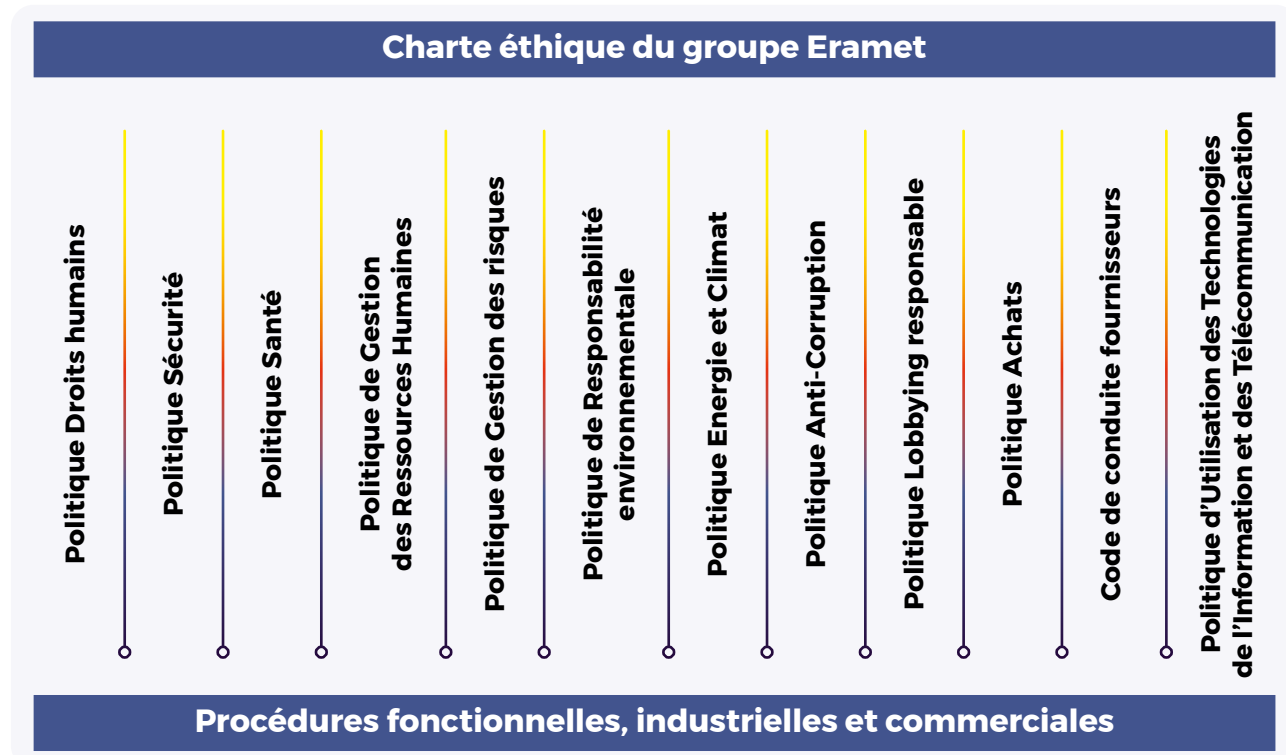 Charte éthique du groupe Eramet
Politique Droits humains
Politique Sécurité
Politique Santé
Politique de Gestion
des Ressources Humaines
Politique de Gestion des risques
Politique de Responsabilité
environnementale
Politique Energie et Climat
Politique Anti-Corruption
Politique Lobbying responsable
Politique Achats
Code de conduite fournisseurs
Politique d'Utilisation des Technologies
de l'Information et des Télécommunication
Procédures fonctionnelles, industrielles et commerciales